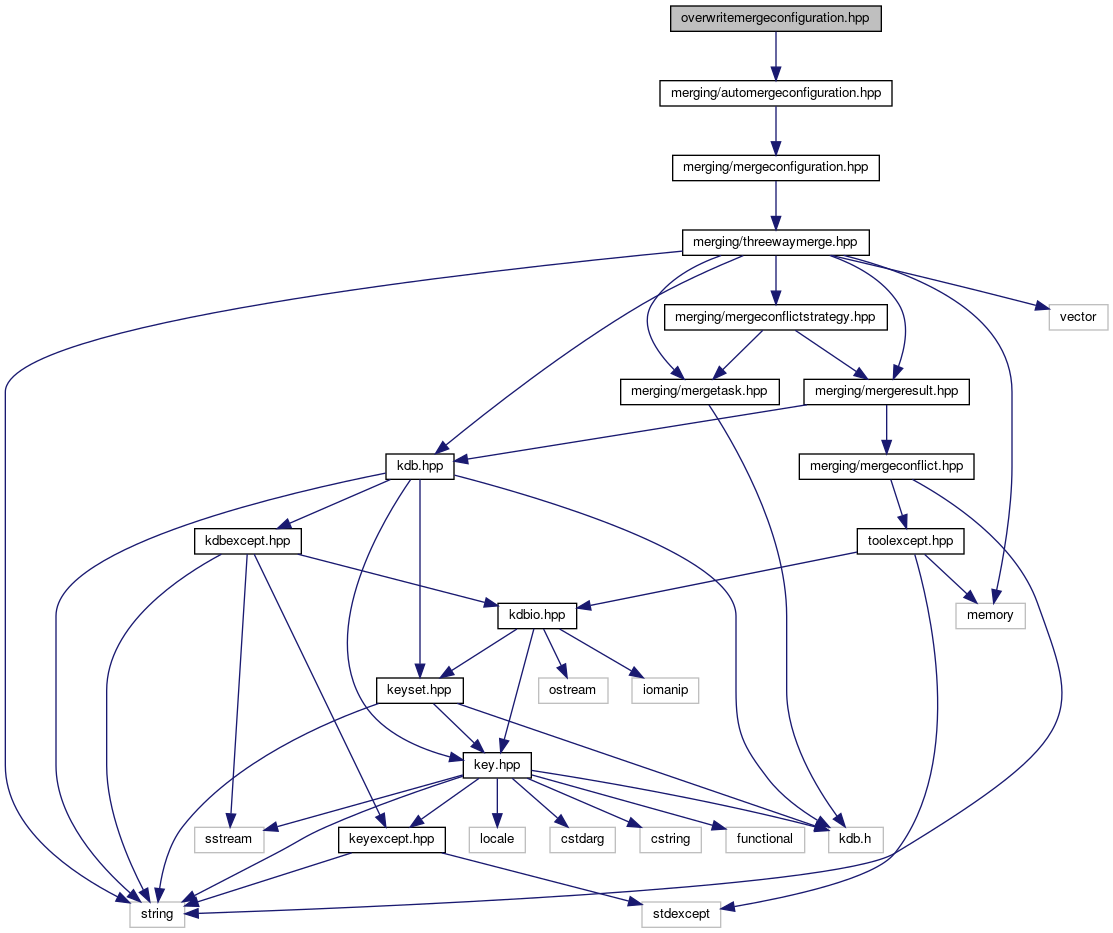 overwritemergeconfiguration.hpp
merging/automergeconfiguration.hpp
merging/mergeconfiguration.hpp
merging/threewaymerge.hpp
merging/mergeconflictstrategy.hpp
vector
merging/mergetask.hpp
merging/mergeresult.hpp
kdb.hpp
merging/mergeconflict.hpp
kdbexcept.hpp
toolexcept.hpp
kdbio.hpp
memory
keyset.hpp
ostream
iomanip
key.hpp
sstream
keyexcept.hpp
locale
cstdarg
cstring
functional
kdb.h
string
stdexcept